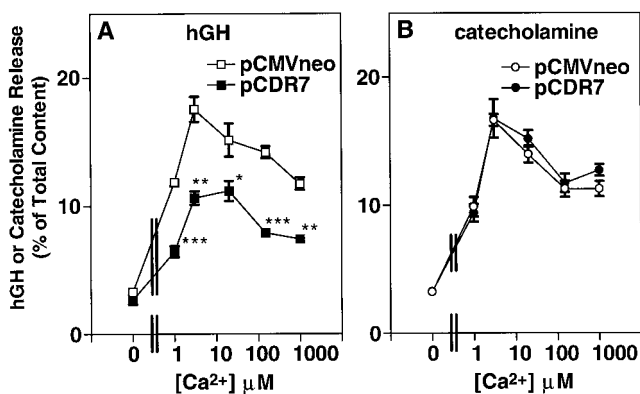 A
hGH
pCMVneo
pCDR7
hGH or Catecholamine Release
(% of Total Content)
20
10
0
**
*
***
***
**
0 1 10 100 1000
[Ca²⁺] μM
B
catecholamine
pCMVneo
pCDR7
20
10
0
0 1 10 100 1000
[Ca²⁺] μM